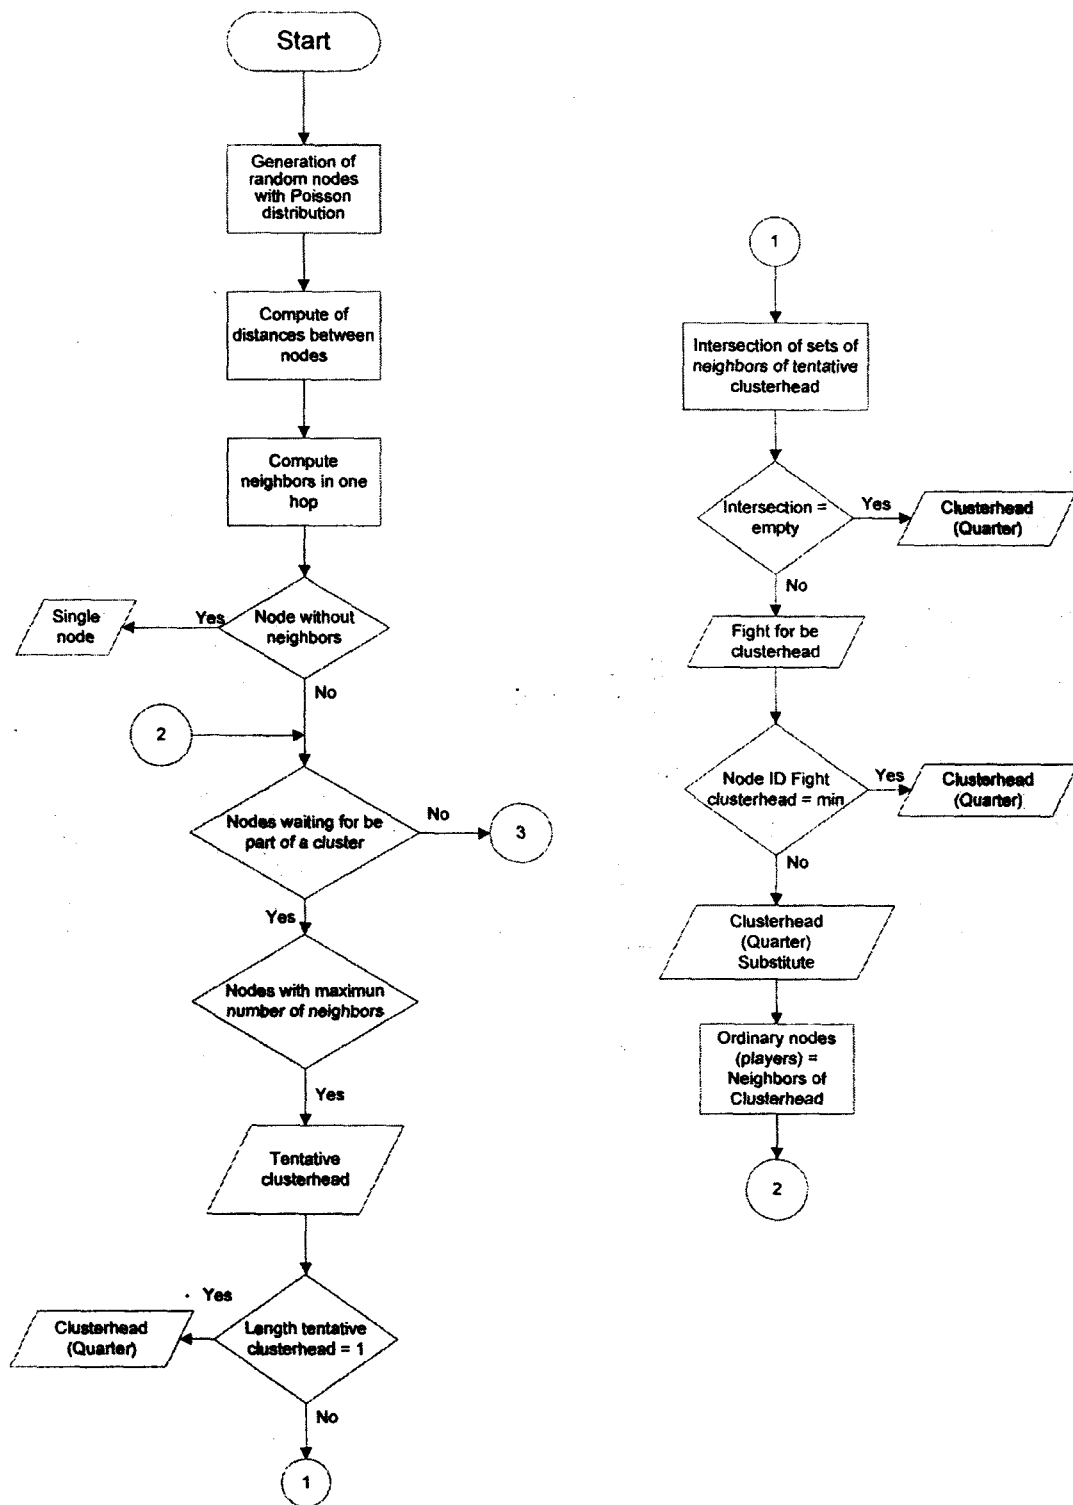 Start
Generation of
random nodes
with Poisson
distribution
Compute of
distances between
nodes
Compute
neighbors in one
hop
Node without
neighbors
Yes
Single
node
No
2
Nodes waiting for be
part of a cluster
No
3
Yes
Nodes with maximun
number of neighbors
Yes
Tentative
clusterhead
Length tentative
clusterhead = 1
Yes
Clusterhead
(Quarter)
No
1
1
Intersection of sets of
neighbors of tentative
clusterhead
Intersection =
empty
Yes
Clusterhead
(Quarter)
No
Fight for be
clusterhead
Node ID Fight
clusterhead = min
Yes
Clusterhead
(Quarter)
No
Clusterhead
(Quarter)
Substitute
Ordinary nodes
(players) =
Neighbors of
Clusterhead
2